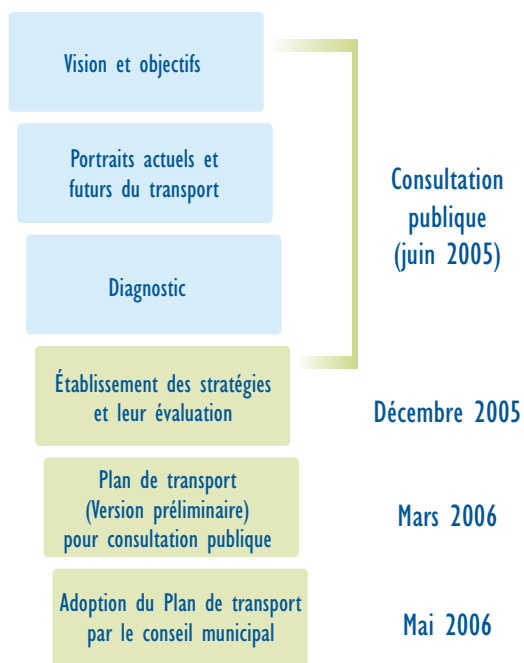 Vision et objectifs
Portraits actuels et
futurs du transport
Diagnostic
Consultation
publique
(juin 2005)
Établissement des stratégies
et leur évaluation
Décembre 2005
Plan de transport
(Version préliminaire)
pour consultation publique
Mars 2006
Adoption du Plan de transport
par le conseil municipal
Mai 2006